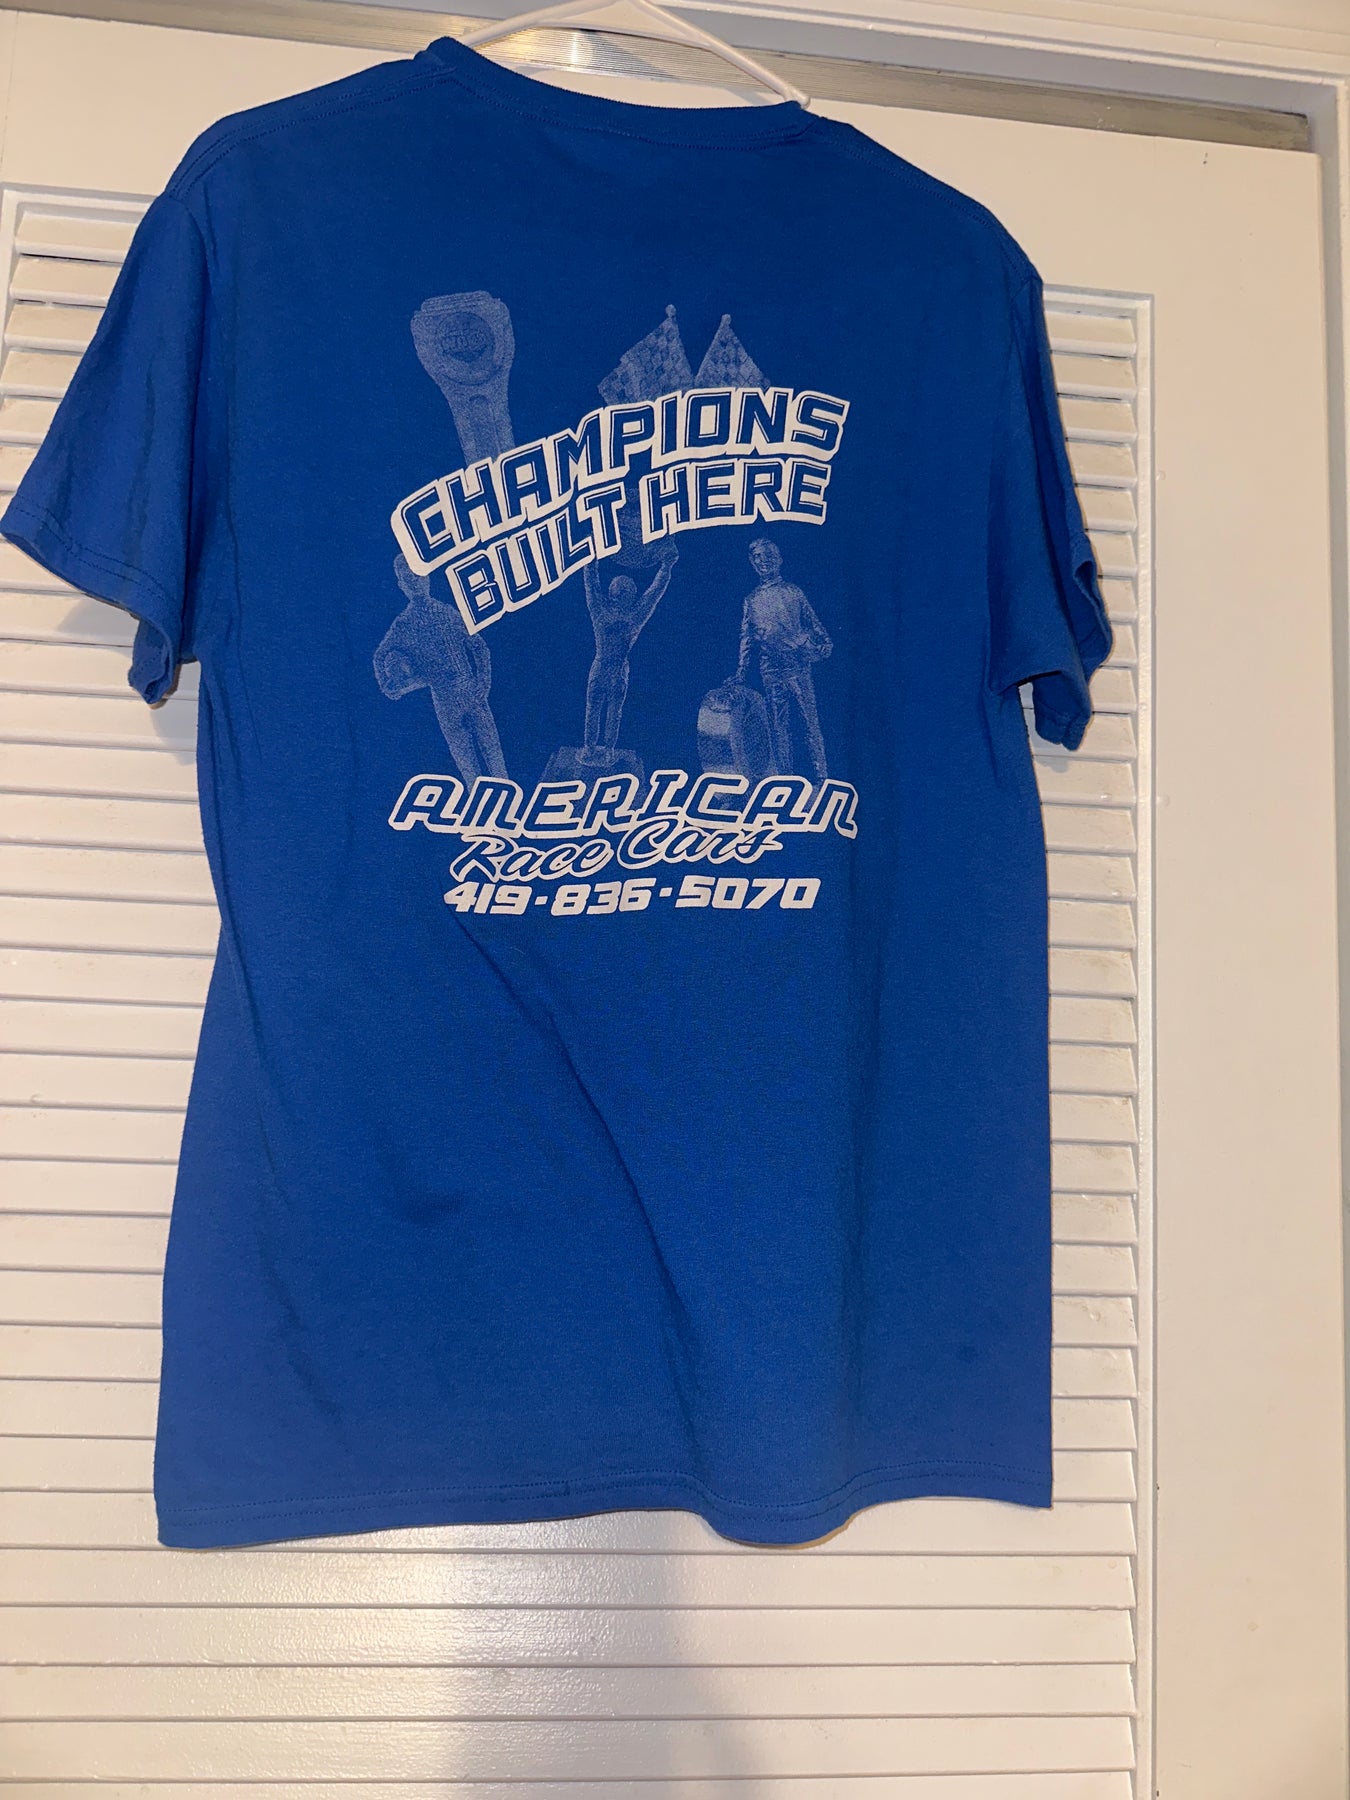 CHAMPIONS
BUILT HERE
AMERICAN
Race Cars
419-836-5070